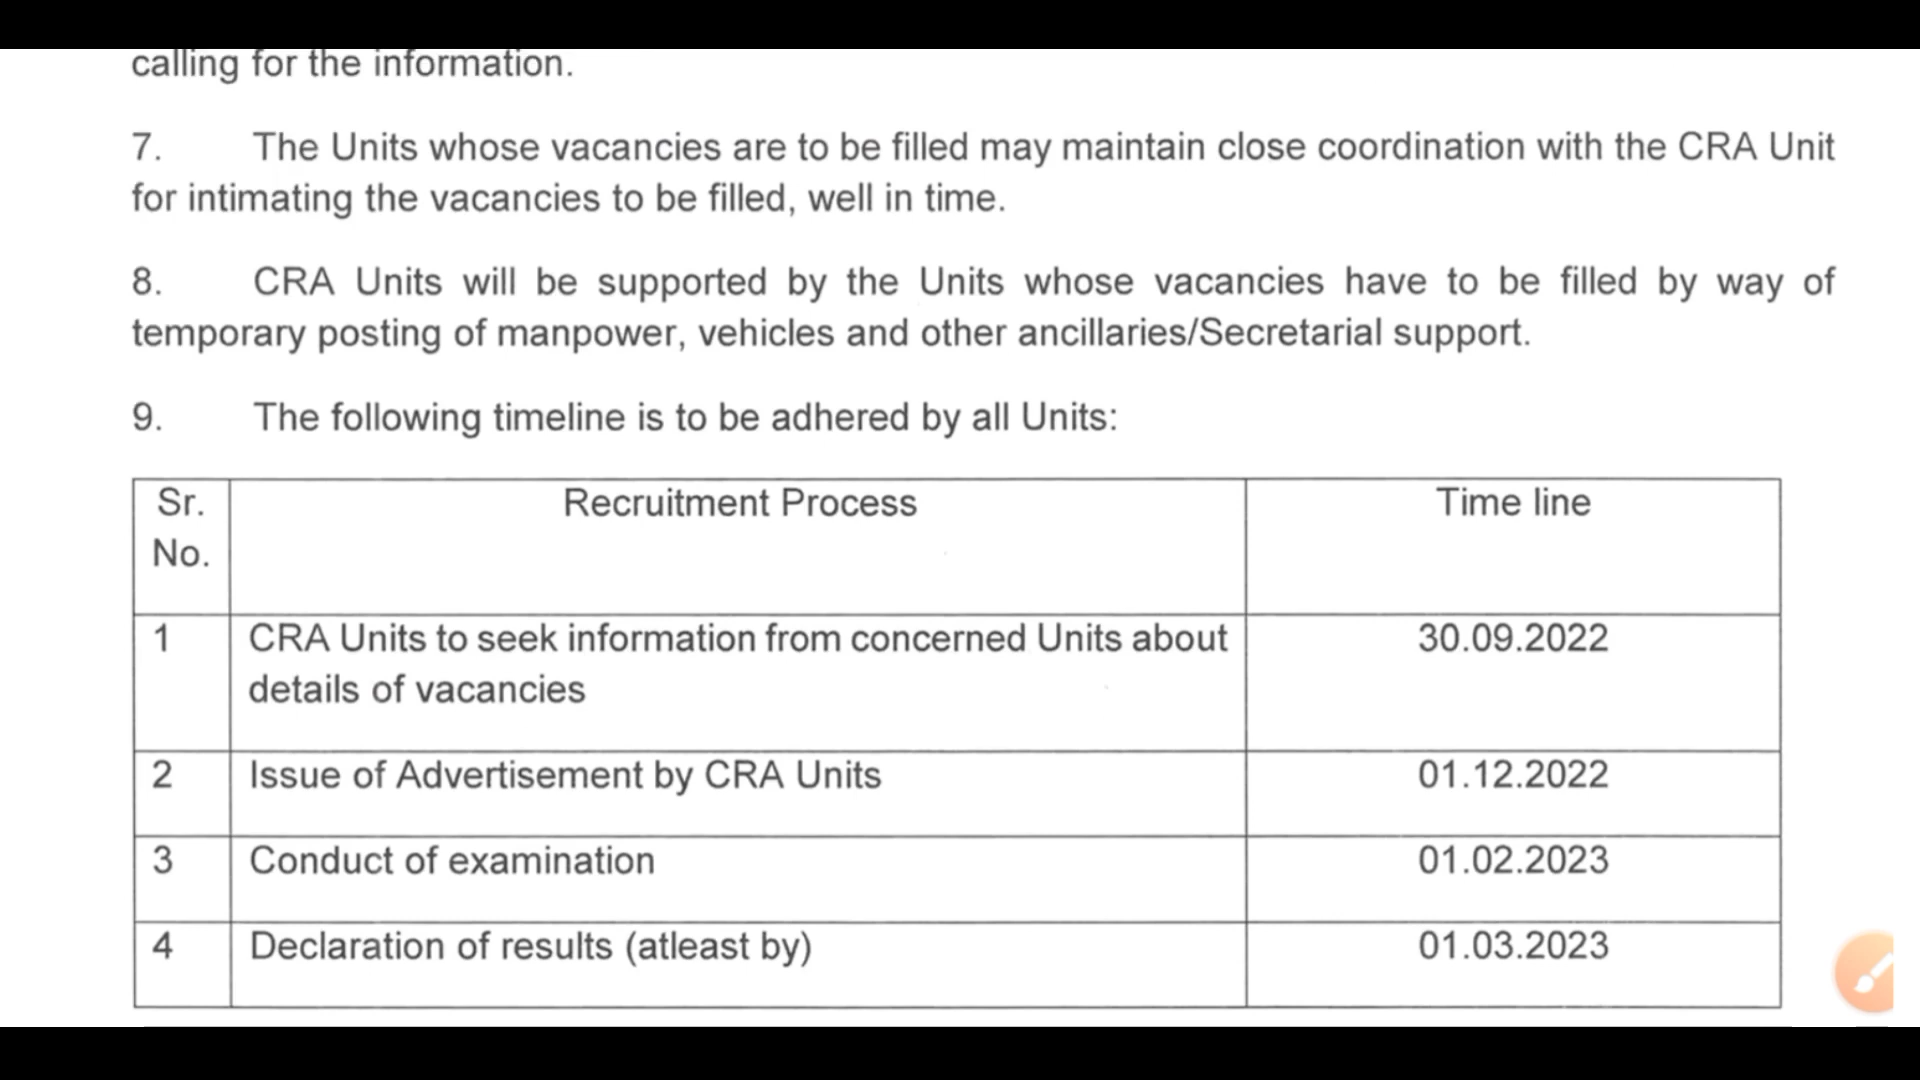 calling for the information.
7. The Units whose vacancies are to be filled may maintain close coordination with the CRA Unit
for intimating the vacancies to be filled, well in time.
8. CRA Units will be supported by the Units whose vacancies have to be filled by way of
temporary posting of manpower, vehicles and other ancillaries/Secretarial support.
9. The following timeline is to be adhered by all Units:
Sr. Recruitment Process Time line
No.
1 CRA Units to seek information from concerned Units about 30.09.2022
details of vacancies
2 Issue of Advertisement by CRA Units 01.12.2022
3 Conduct of examination 01.02.2023
4 Declaration of results (atleast by) 01.03.2023